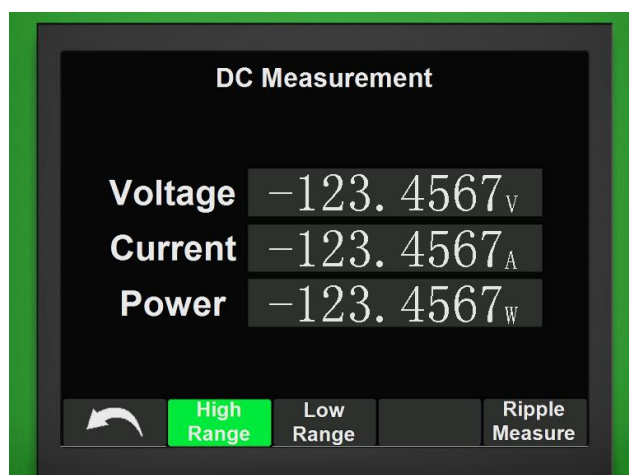 DC Measurement
Voltage -123.4567V
Current -123.4567A
Power -123.4567W
High Range
Low Range
Ripple Measure